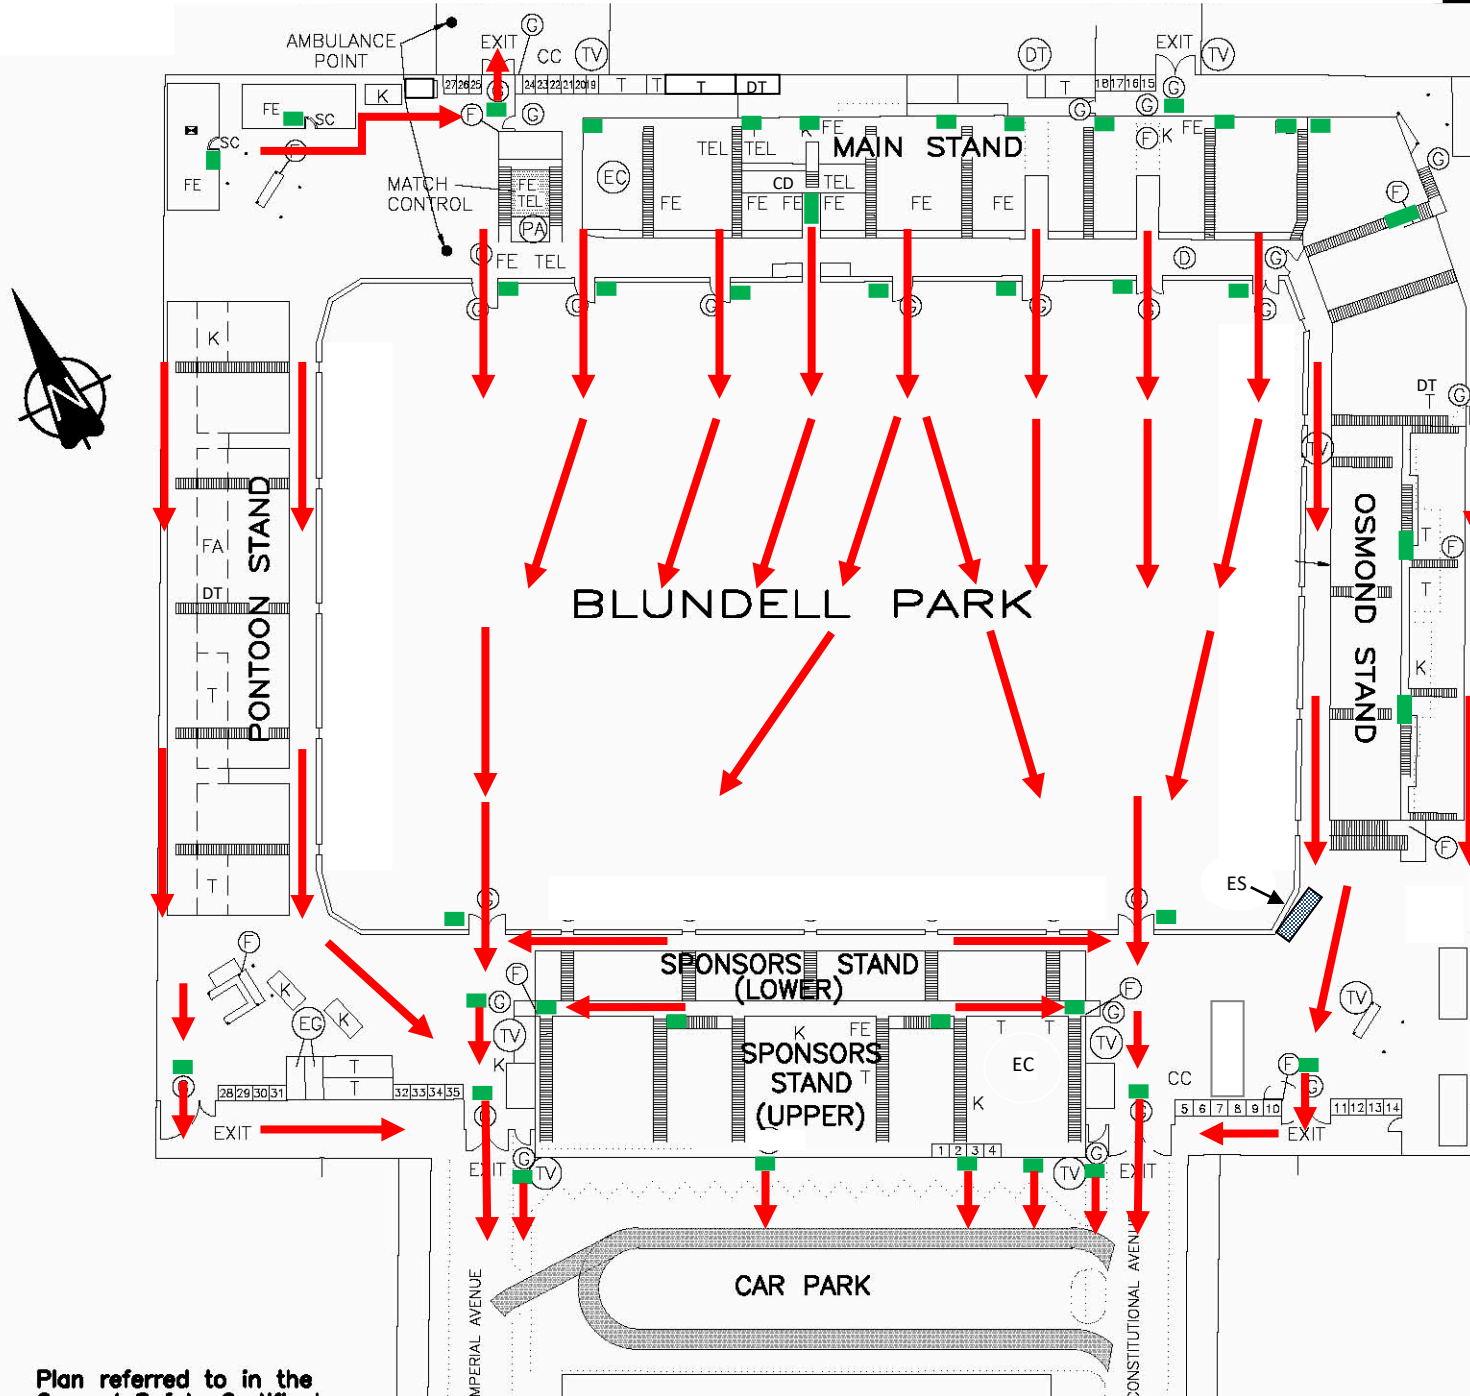 AMBULANCE
POINT
EXIT
G
CC
TV
DT
EXIT
TV
27 26 25
24 23 22 21 20 19
T
T
T
DT
T
18 17 16 15
G
K
FE
SC
F
G
G
G
G
SC
F
FE
MATCH
CONTROL
FE
TEL
PA
EC
TEL
TEL
K
FE
MAIN STAND
F
K
FE
CD
TEL
FE
FE
FE
FE
FE
FE
G
F
FE TEL
D
G
G
G
G
G
G
G
G
K
N
DT
T
G
TV
PONTOON STAND
FA
DT
T
T
BLUNDELL PARK
OSMOND STAND
T
F
T
K
F
ES
G
G
SPONSORS STAND
(LOWER)
F
F
K
K
EG
F
G
TV
K
G
TV
TV
K
FE
T
T
SPONSORS
STAND
(UPPER)
T
EC
K
CC
F
G
T
T
28 29 30 31
32 33 34 35
5 6 7 8 9 10
11 12 13 14
G
G
G
EXIT
EXIT
1 2 3 4
EXIT
G
TV
TV
G
EXIT
CAR PARK
IMPERIAL AVENUE
CONSTITUTIONAL AVENUE
Plan referred to in the